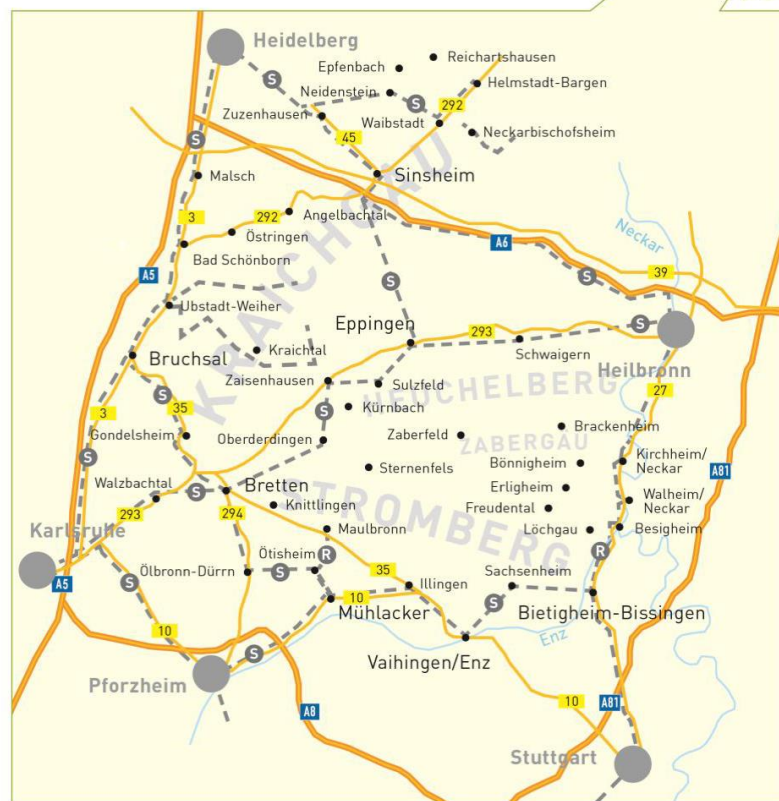 Heidelberg
Reichartshausen
Epfenbach
S
Neidenstein
Helmstadt-Bargen
S
292
Zuzenhausen
Waibstadt
45
Neckarbischofsheim
S
Malsch
Sinsheim
KRAICHGAU
3
292
Angelbachtal
Östringen
Neckar
A6
Bad Schönborn
A5
39
S
S
Ubstadt-Weiher
Eppingen
293
S
Kraichtal
Bruchsal
Schwaigern
Heilbronn
Zaisenhausen
Sulzfeld
HEUCHELBERG
27
S
35
3
Kürnbach
S
Brackenheim
Gondelsheim
Oberderdingen
Zaberfeld
ZABERGÄU
Kirchheim/
Neckar
S
Bönnigheim
A81
Sternenfels
Walzbachtal
S
Bretten
Erligheim
Walheim/
Neckar
STROMBERG
Knittlingen
Freudental
293
294
Karlsruhe
Maulbronn
Löchgau
Besigheim
Ötisheim
R
R
A5
Ölbronn-Dürrn
S
35
Illingen
Sachsenheim
S
10
S
Mühlacker
Bietigheim-Bissingen
10
Enz
S
Vaihingen/Enz
Pforzheim
A8
10
A81
Stuttgart